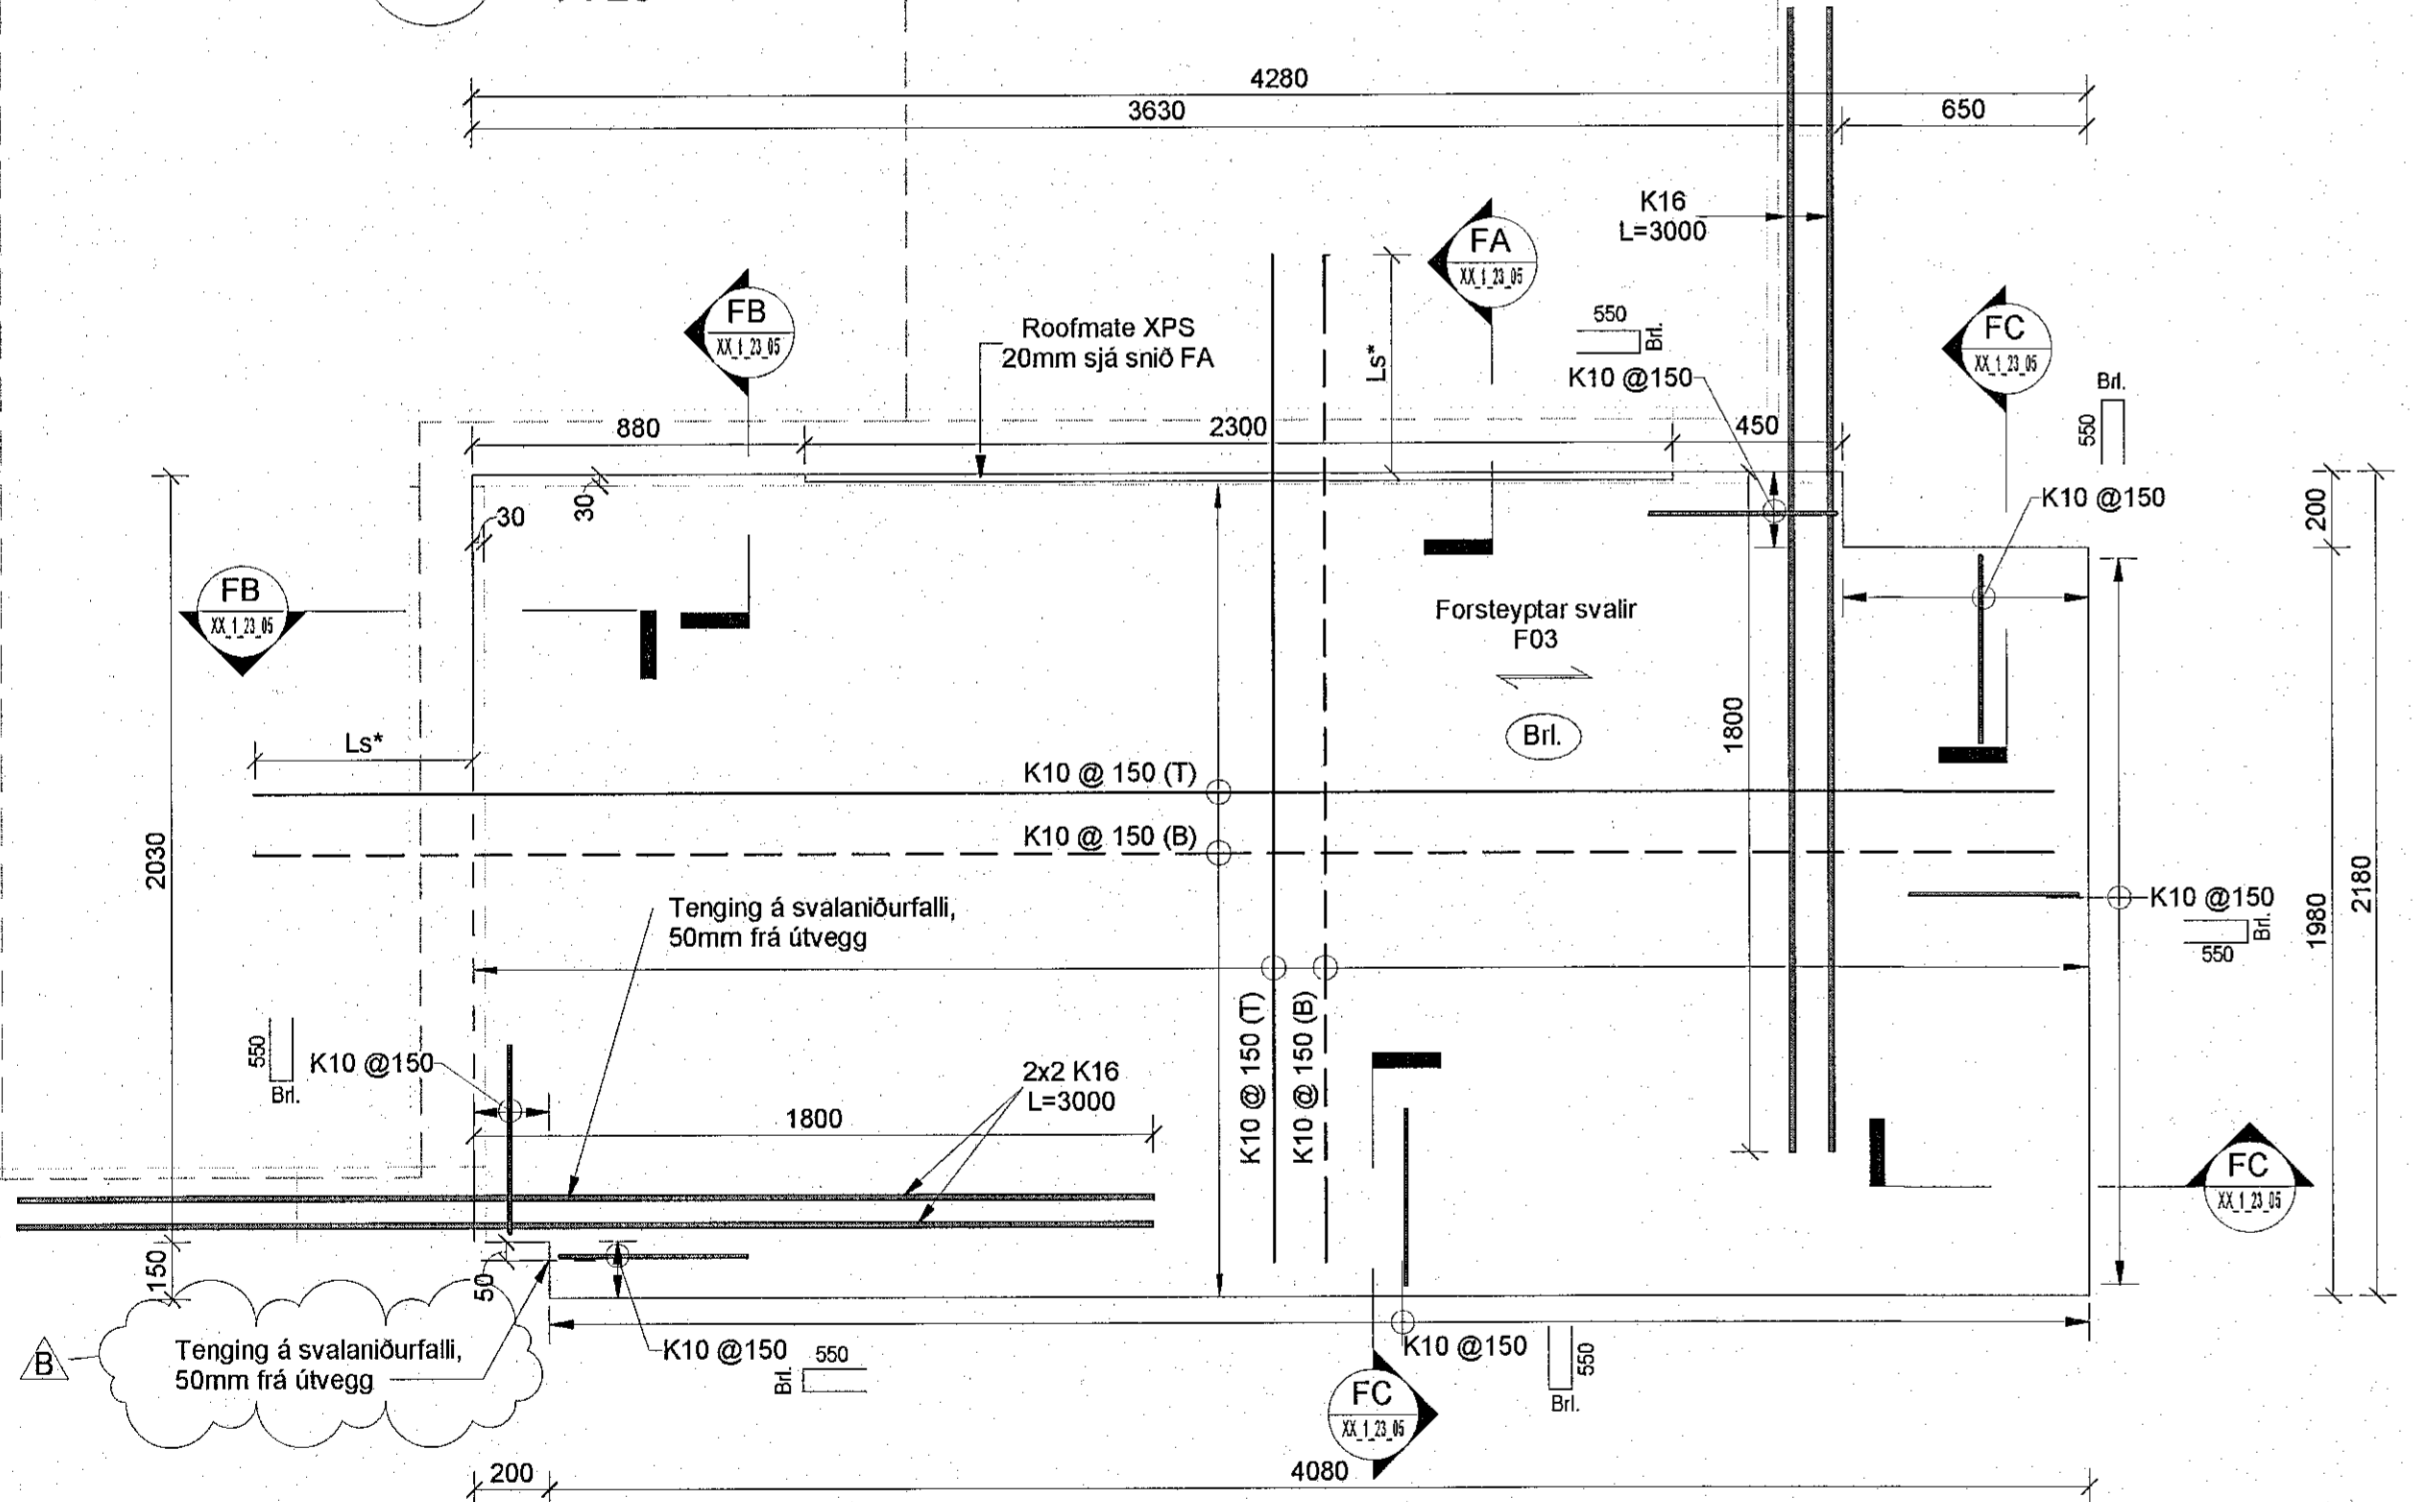 4280
3630
650
K16
L=3000
FA
XX_1_23_05
FB
XX_1_23_05
Roofmate XPS
20mm sjá snið FA
Ls*
550
Brl.
K10 @150
FC
XX_1_23_05
Brl.
550
880
2300
450
K10 @150
200
30
30
FB
XX_1_23_05
Forsteyptar svalir
F03
Brl.
1800
Ls*
K10 @ 150 (T)
K10 @ 150 (B)
2030
2180
1980
K10 @150
Brl.
550
Tenging á svalaniðurfalli,
50mm frá útvegg
K10 @ 150 (T)
K10 @ 150 (B)
550
Brl.
K10 @150
2x2 K16
L=3000
1800
FC
XX_1_23_05
150
50
Tenging á svalaniðurfalli,
50mm frá útvegg
B
K10 @150
550
Brl.
K10 @150
550
Brl.
FC
XX_1_23_05
200
4080